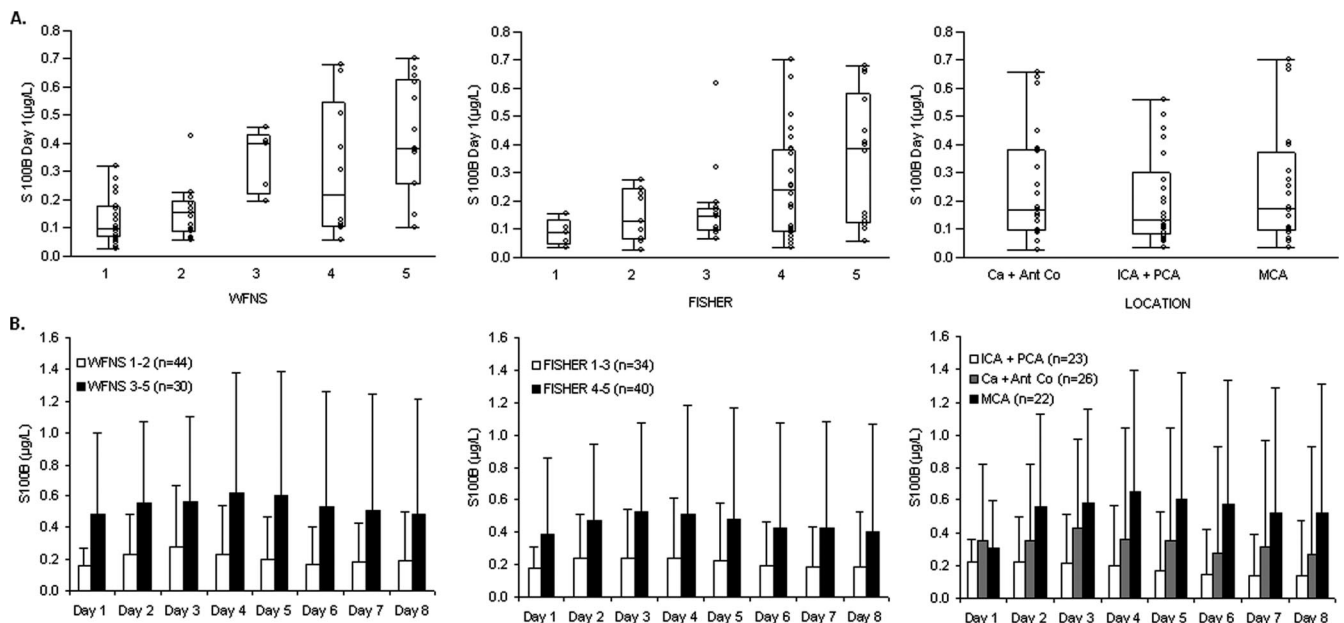 A.
S 100B Day 1(µg/L)
0.8
0.7
0.6
0.5
0.4
0.3
0.2
0.1
0.0
1 2 3 4 5
WFNS
S 100B Day 1(µg/L)
0.8
0.7
0.6
0.5
0.4
0.3
0.2
0.1
0.0
1 2 3 4 5
FISHER
S 100B Day 1(µg/L)
0.8
0.7
0.6
0.5
0.4
0.3
0.2
0.1
0.0
Ca + Ant Co ICA + PCA MCA
LOCATION
B.
S100B (µg/L)
1.6
1.4
1.2
1.0
0.8
0.6
0.4
0.2
0.0
WFNS 1-2 (n=44)
WFNS 3-5 (n=30)
Day 1 Day 2 Day 3 Day 4 Day 5 Day 6 Day 7 Day 8
S100B (µg/L)
1.6
1.4
1.2
1.0
0.8
0.6
0.4
0.2
0.0
FISHER 1-3 (n=34)
FISHER 4-5 (n=40)
Day 1 Day 2 Day 3 Day 4 Day 5 Day 6 Day 7 Day 8
S100B (µg/L)
1.6
1.4
1.2
1.0
0.8
0.6
0.4
0.2
0.0
ICA + PCA (n=23)
Ca +Ant Co (n=26)
MCA (n=22)
Day 1 Day 2 Day 3 Day 4 Day 5 Day 6 Day 7 Day 8